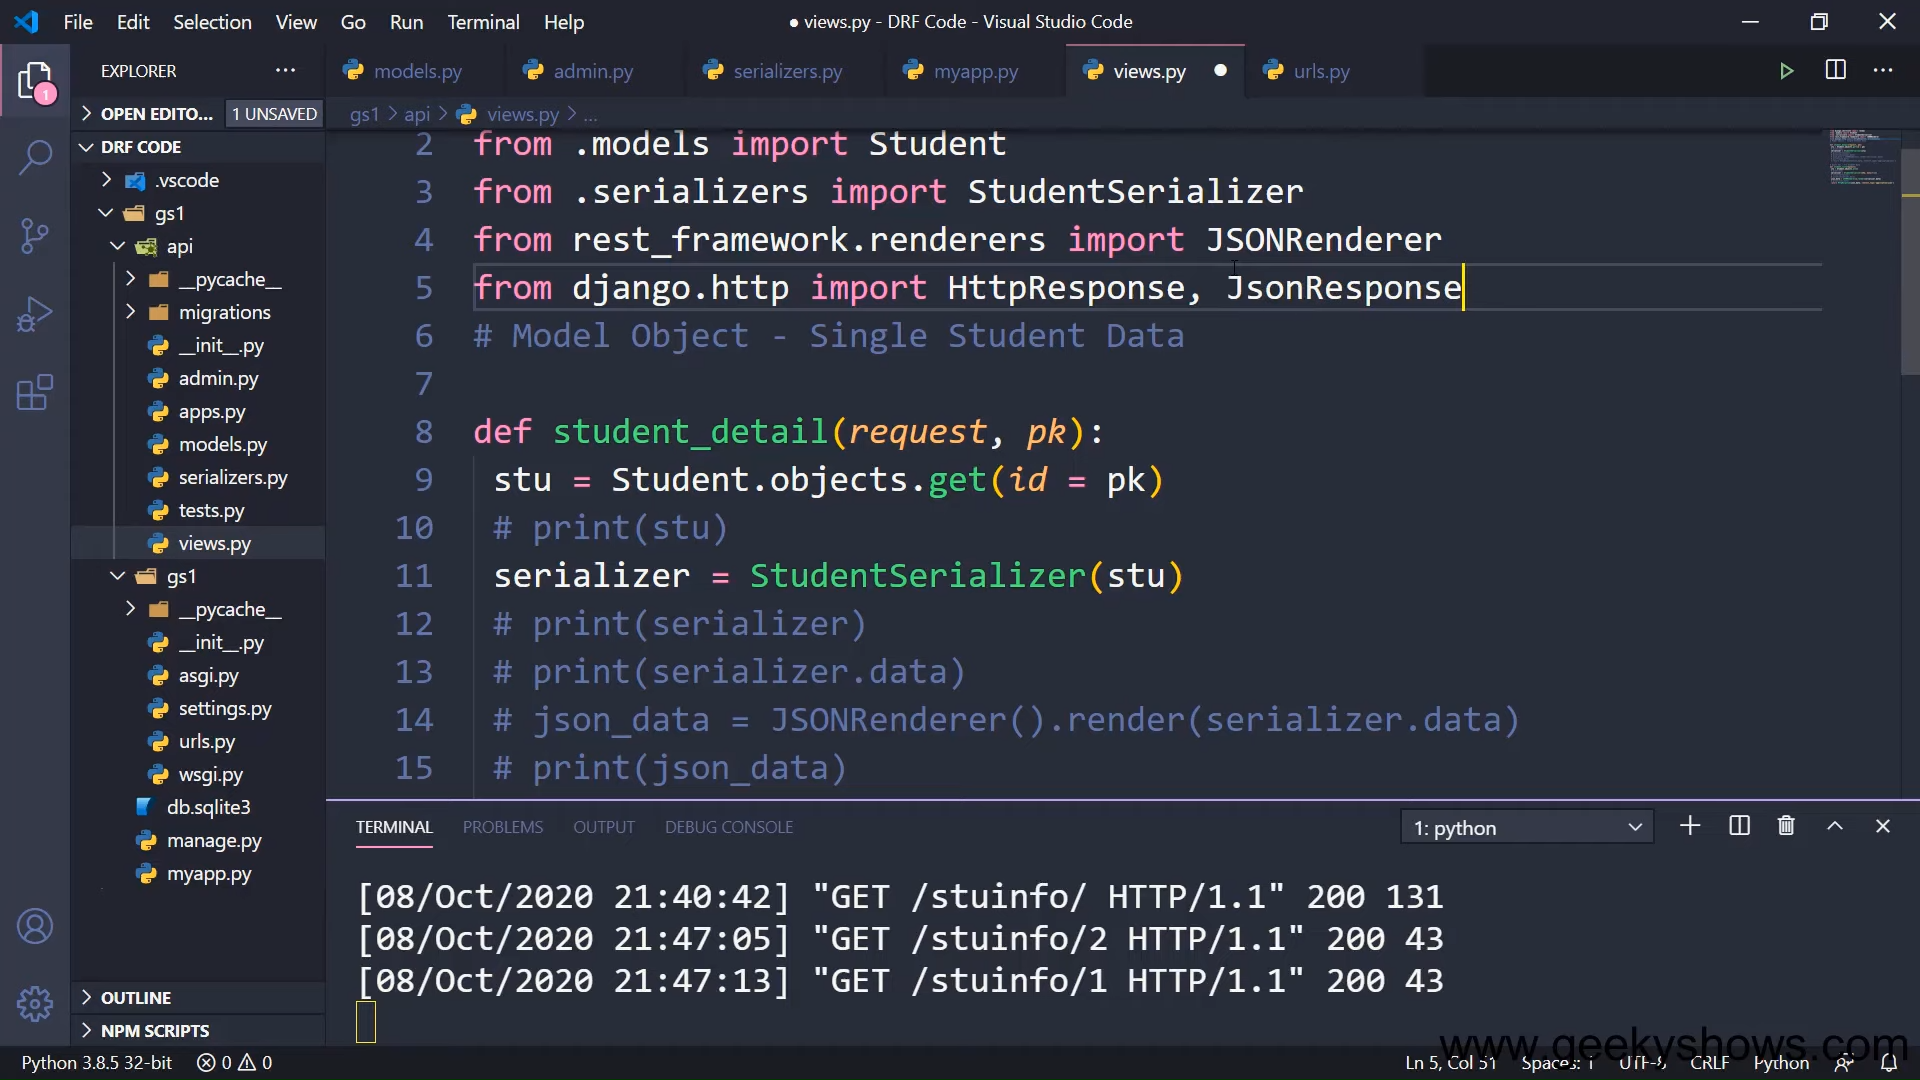 File Edit Selection View Go Run Terminal Help
● views.py - DRF Code - Visual Studio Code
EXPLORER ...
models.py admin.py serializers.py myapp.py views.py urls.py
OPEN EDITO... 1 UNSAVED
gs1 > api > views.py > ...
DRF CODE
.vscode
gs1
api
__pycache__
migrations
__init__.py
admin.py
apps.py
models.py
serializers.py
tests.py
views.py
gs1
__pycache__
__init__.py
asgi.py
settings.py
urls.py
wsgi.py
db.sqlite3
manage.py
myapp.py
OUTLINE
NPM SCRIPTS
1
2 from .models import Student
3 from .serializers import StudentSerializer
4 from rest_framework.renderers import JSONRenderer
5 from django.http import HttpResponse, JsonResponse
6 # Model Object - Single Student Data
7
8 def student_detail(request, pk):
9 stu = Student.objects.get(id = pk)
10 # print(stu)
11 serializer = StudentSerializer(stu)
12 # print(serializer)
13 # print(serializer.data)
14 # json_data = JSONRenderer().render(serializer.data)
15 # print(json_data)
TERMINAL PROBLEMS OUTPUT DEBUG CONSOLE 1: python
[08/Oct/2020 21:40:42] "GET /stuinfo/ HTTP/1.1" 200 131
[08/Oct/2020 21:47:05] "GET /stuinfo/2 HTTP/1.1" 200 43
[08/Oct/2020 21:47:13] "GET /stuinfo/1 HTTP/1.1" 200 43
www.geekyshows.com
Python 3.8.5 32-bit 0 0 Ln 5, Col 51 Spaces: 1 UTF-8 CRLF Python